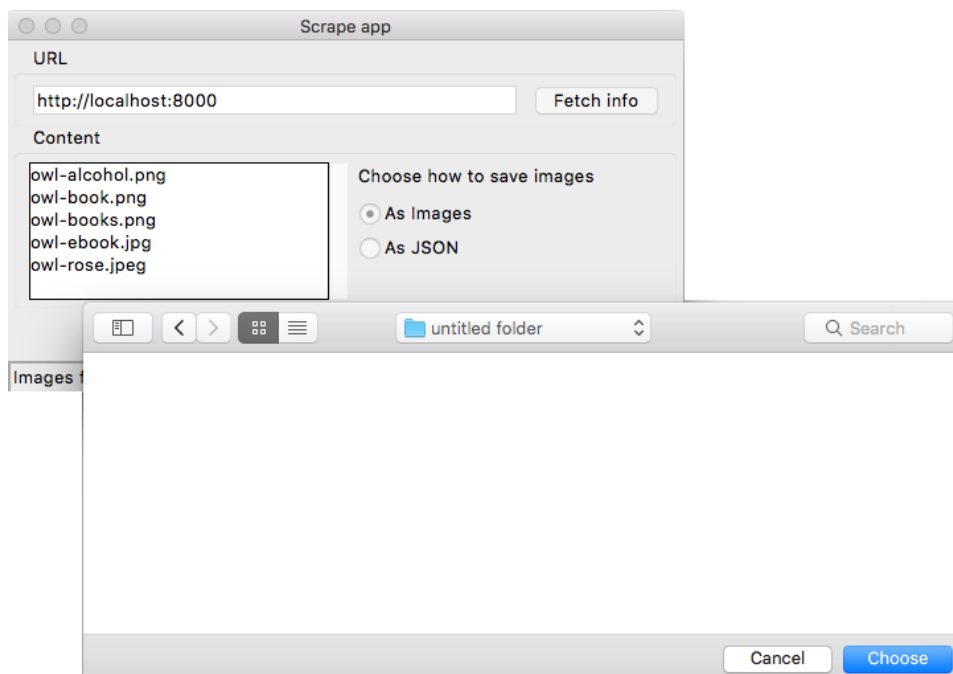 Scrape app
URL
http://localhost:8000
Fetch info
Content
owl-alcohol.png
owl-book.png
owl-books.png
owl-ebook.jpg
owl-rose.jpeg
Choose how to save images
As Images
As JSON
untitled folder
Search
Images
Cancel
Choose